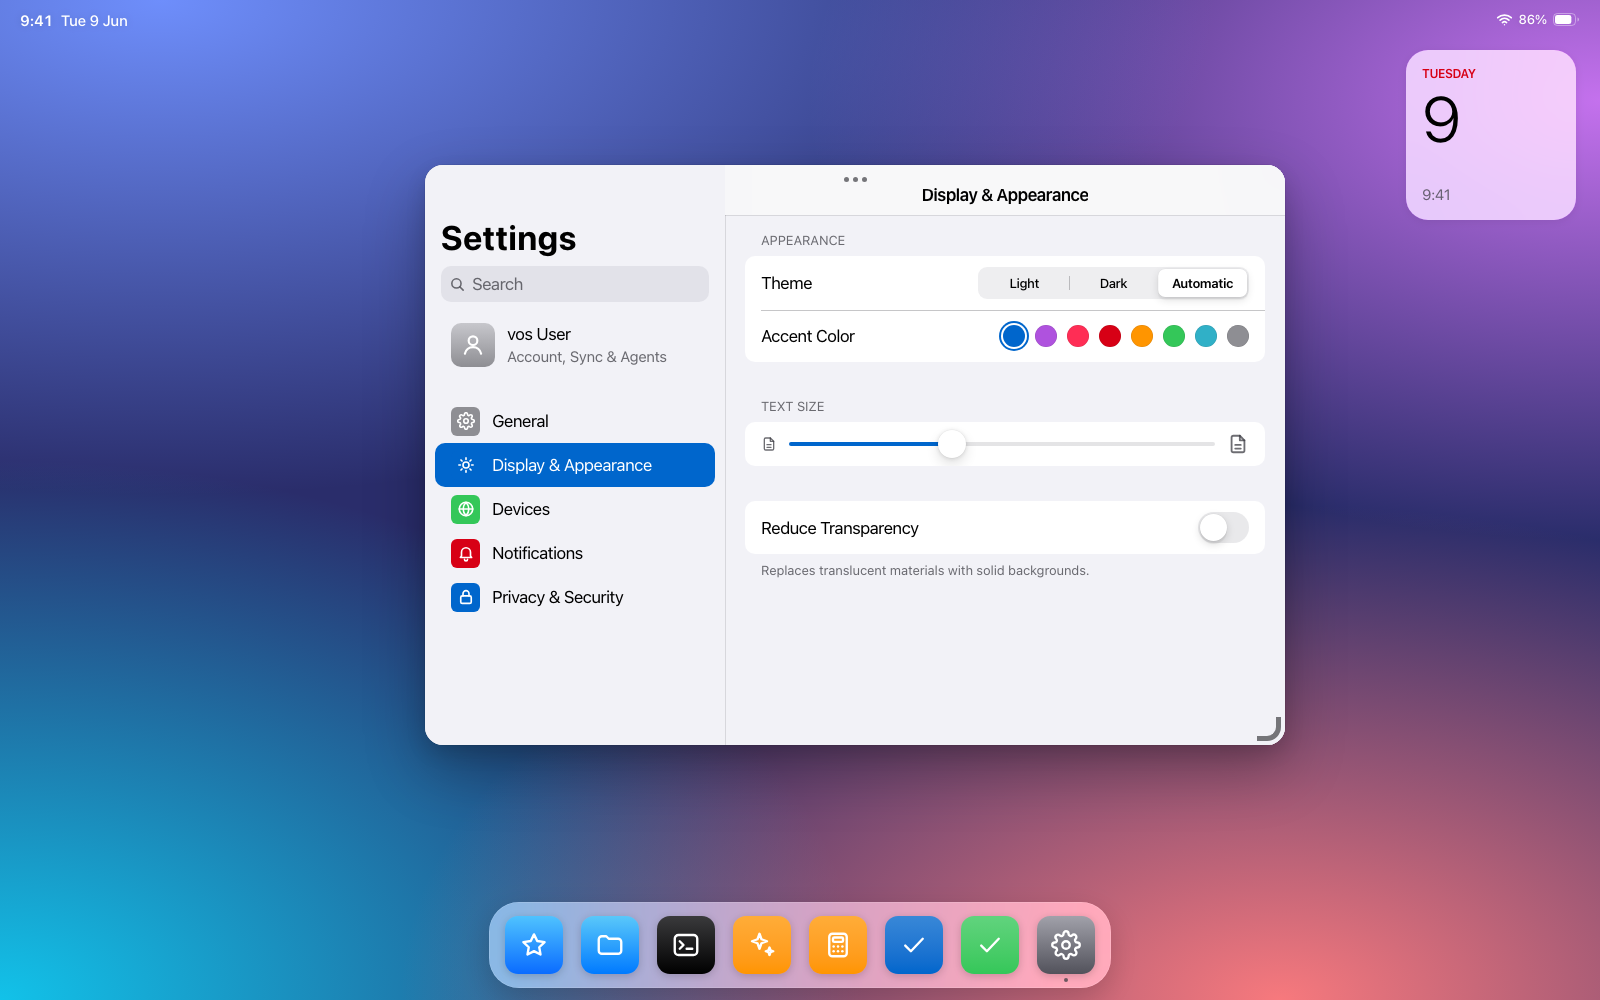 9:41 Tue 9 Jun
86%
TUESDAY
9
9:41
Settings
Search
vos User
Account, Sync & Agents
General
Display & Appearance
Devices
Notifications
Privacy & Security
Display & Appearance
APPEARANCE
Theme Light Dark Automatic
Accent Color
TEXT SIZE
Reduce Transparency
Replaces translucent materials with solid backgrounds.